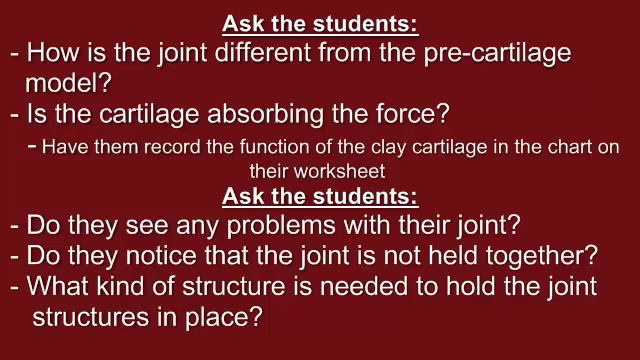 Ask the students:
- How is the joint different from the pre-cartilage
model?
- Is the cartilage absorbing the force?
- Have them record the function of the clay cartilage in the chart on
their worksheet
Ask the students:
- Do they see any problems with their joint?
- Do they notice that the joint is not held together?
- What kind of structure is needed to hold the joint
structures in place?